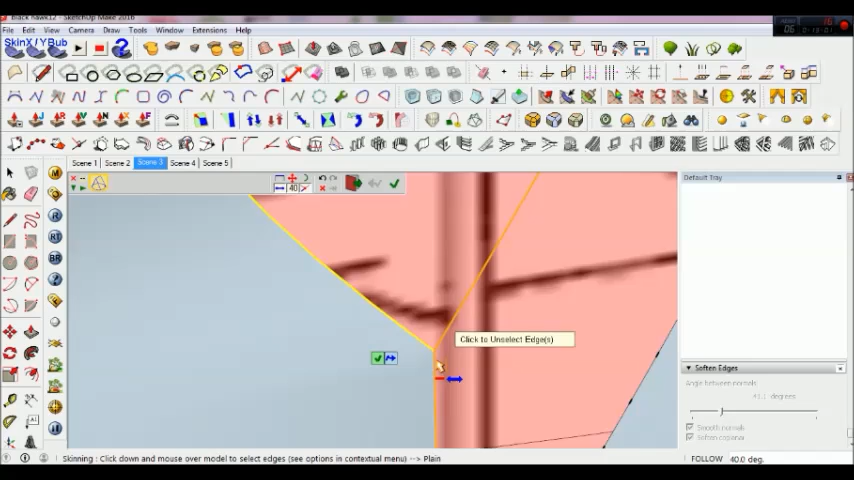 Black hawk12 - SketchUp Make 2016
File Edit View Camera Draw Tools Window Extensions Help
SkinX / YBub
Scene 1 Scene 2 Scene 3 Scene 4 Scene 5
Default Tray
40
Click to Unselect Edge(s)
RT
BR
Soften Edges
Angle between normals
degrees
Smooth normals
Soften coplanar
Skinning : Click down and mouse over model to select edges (see options in contextual menu) --> Plain
FOLLOW 40.0 deg.